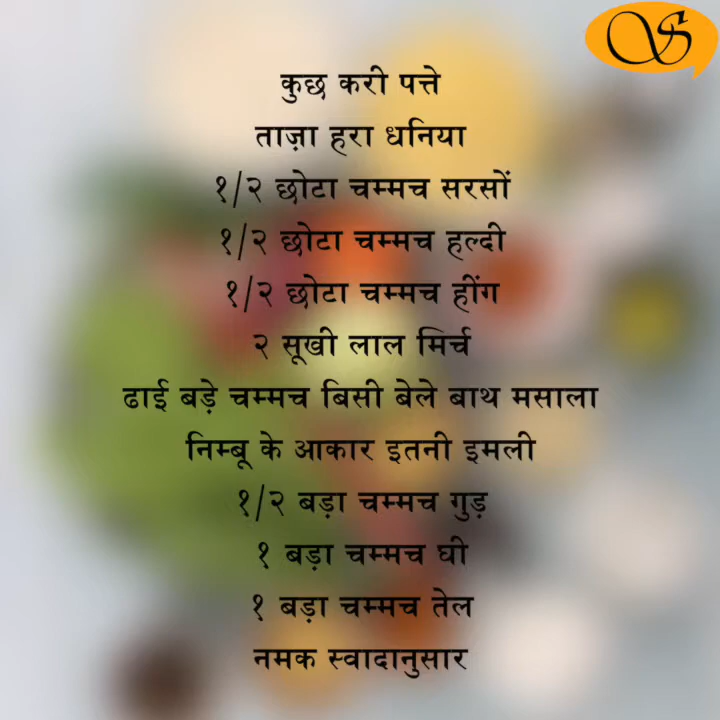 कुछ करी पत्ते
ताज़ा हरा धनिया
१/२ छोटा चम्मच सरसों
१/२ छोटा चम्मच हल्दी
१/२ छोटा चम्मच हींग
२ सूखी लाल मिर्च
ढाई बड़े चम्मच बिसी बेले बाथ मसाला
निम्बू के आकार इतनी इमली
१/२ बड़ा चम्मच गुड़
१ बड़ा चम्मच घी
१ बड़ा चम्मच तेल
नमक स्वादानुसार